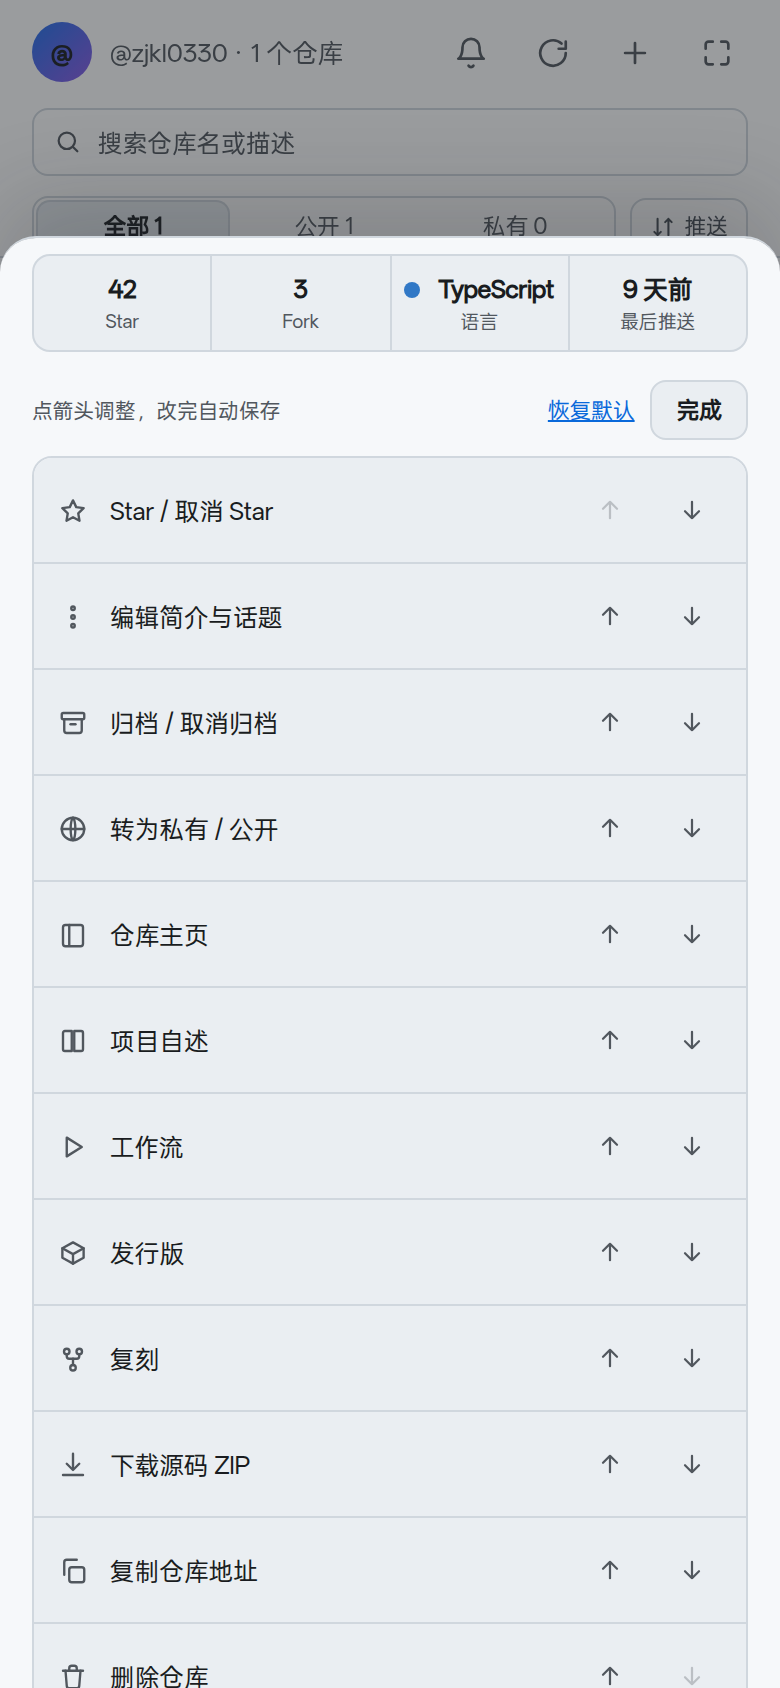 @ @zjkl0330 · 1 个仓库
搜索仓库名或描述
全部 1 公开 1 私有 0 推送
42 3 TypeScript 9 天前
Star Fork 语言 最后推送
点箭头调整，改完自动保存 恢复默认 完成
Star / 取消 Star
编辑简介与话题
归档 / 取消归档
转为私有 / 公开
仓库主页
项目自述
工作流
发行版
复刻
下载源码 ZIP
复制仓库地址
删除仓库